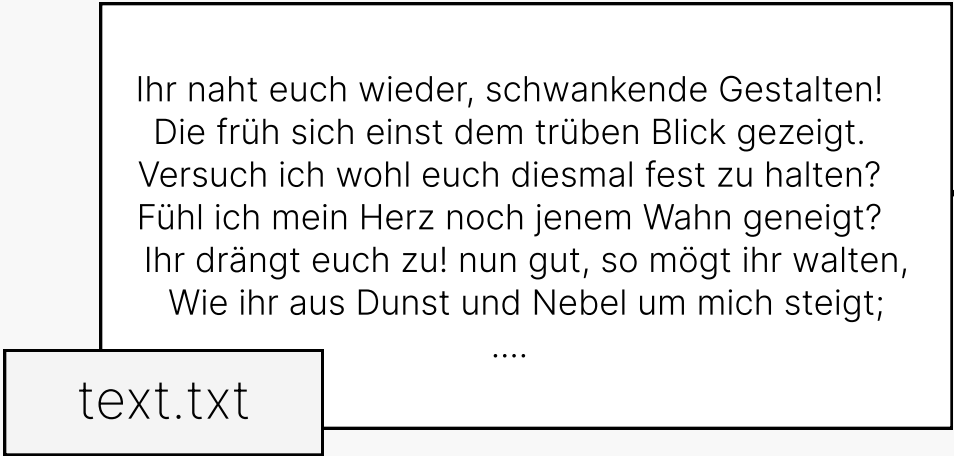 Ihr naht euch wieder, schwankende Gestalten!
Die früh sich einst dem trüben Blick gezeigt.
Versuch ich wohl euch diesmal fest zu halten?
Fühl ich mein Herz noch jenem Wahn geneigt?
Ihr drängt euch zu! nun gut, so mögt ihr walten,
Wie ihr aus Dunst und Nebel um mich steigt;
....
text.txt